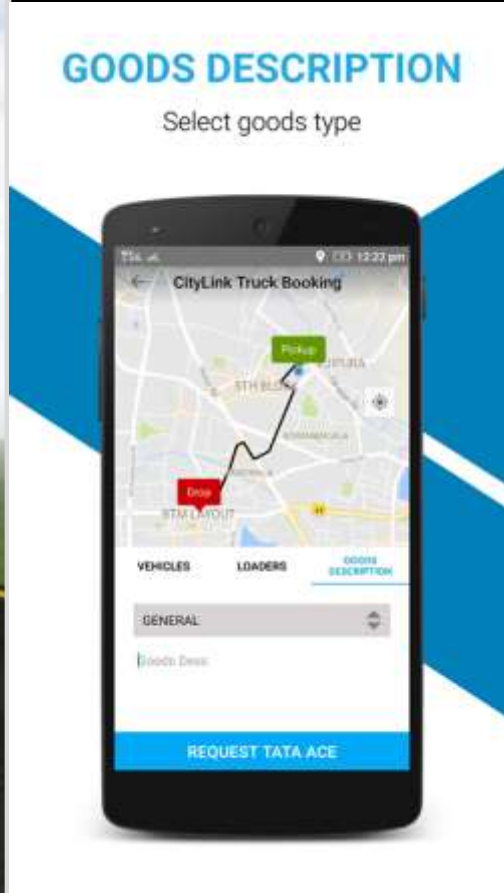 GOODS DESCRIPTION
Select goods type
12:22 pm
CityLink Truck Booking
Pickup
5TH BLOCK
Drop
BTM LAYOUT
VEHICLES
LOADERS
GOODS
DESCRIPTION
GENERAL
Goods Desc
REQUEST TATA ACE